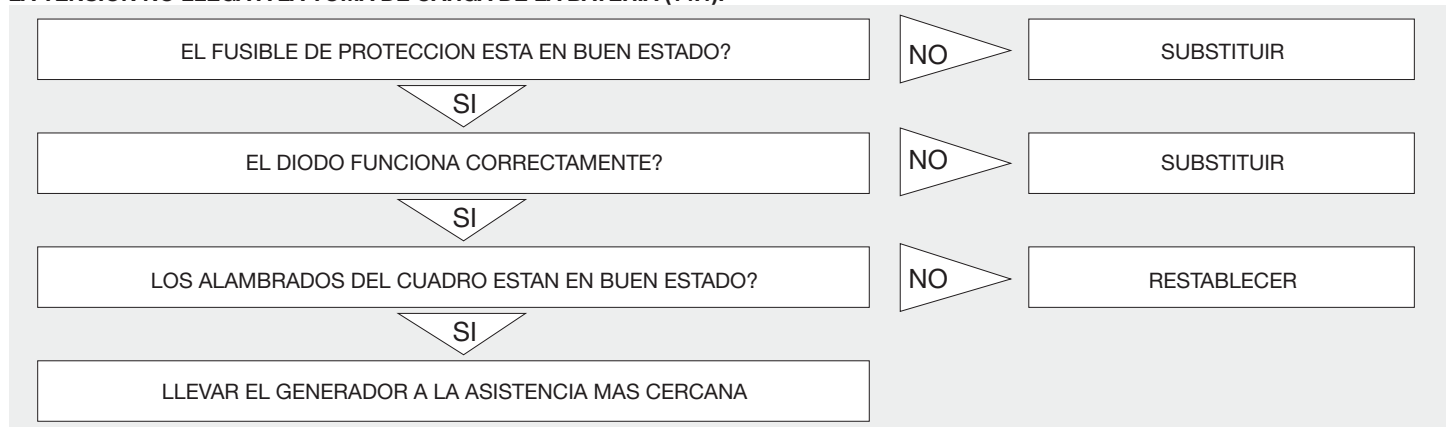 EL FUSIBLE DE PROTECCION ESTA EN BUEN ESTADO?
NO
SUBSTITUIR
SI
EL DIODO FUNCIONA CORRECTAMENTE?
NO
SUBSTITUIR
SI
LOS ALAMBRADOS DEL CUADRO ESTAN EN BUEN ESTADO?
NO
RESTABLECER
SI
LLEVAR EL GENERADOR A LA ASISTENCIA MAS CERCANA